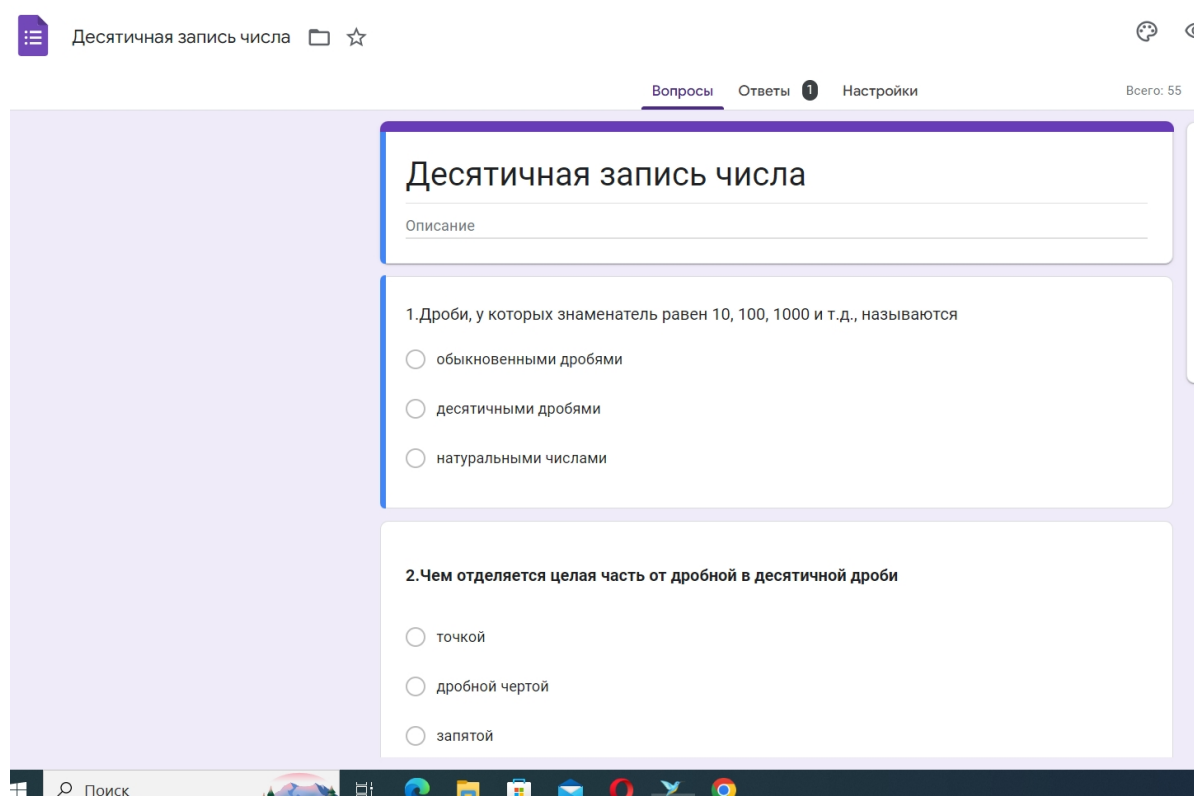 Десятичная запись числа
Вопросы Ответы 1 Настройки Всего: 55
Десятичная запись числа
Описание
1.Дроби, у которых знаменатель равен 10, 100, 1000 и т.д., называются
обыкновенными дробями
десятичными дробями
натуральными числами
2.Чем отделяется целая часть от дробной в десятичной дроби
точкой
дробной чертой
запятой
Поиск